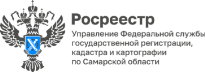 Росреестр
Управление Федеральной службы
государственной регистрации,
кадастра и картографии
по Самарской области